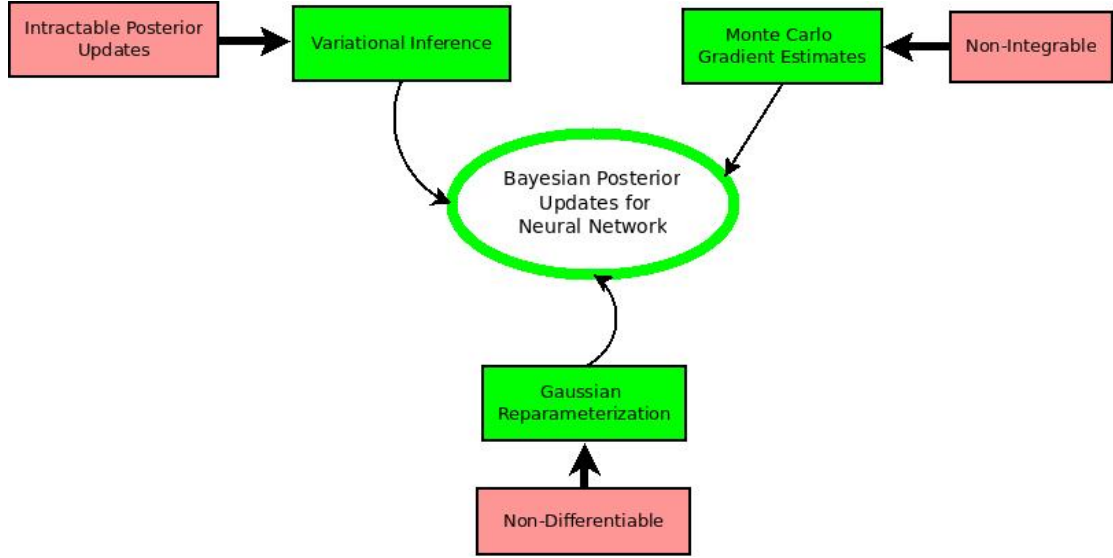 Intractable Posterior
Updates
Variational Inference
Monte Carlo
Gradient Estimates
Non-Integrable
Bayesian Posterior
Updates for
Neural Network
Gaussian
Reparameterization
Non-Differentiable